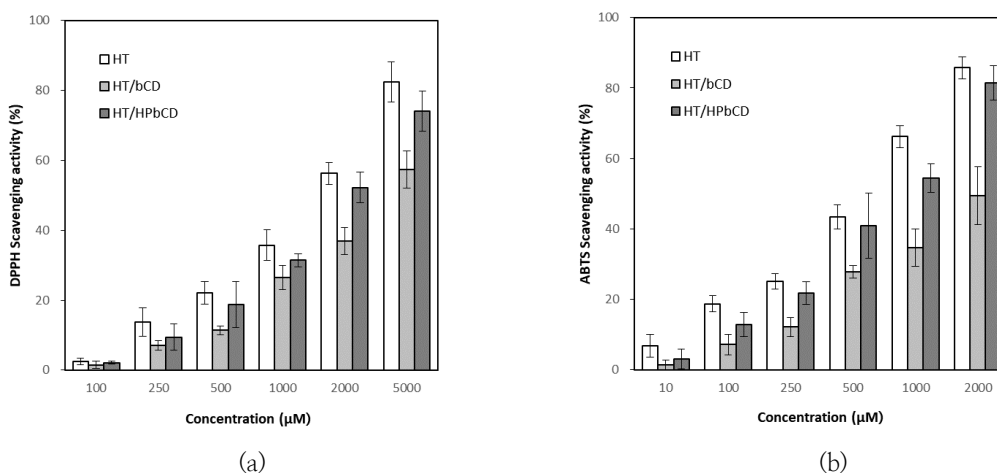 100
80
60
40
20
0
DPPH Scavenging activity (%)
HT
HT/bCD
HT/HPbCD
100 250 500 1000 2000 5000
Concentration (μM)
(a)
100
80
60
40
20
0
ABTS Scavenging activity (%)
HT
HT/bCD
HT/HPbCD
10 100 250 500 1000 2000
Concentration (μM)
(b)